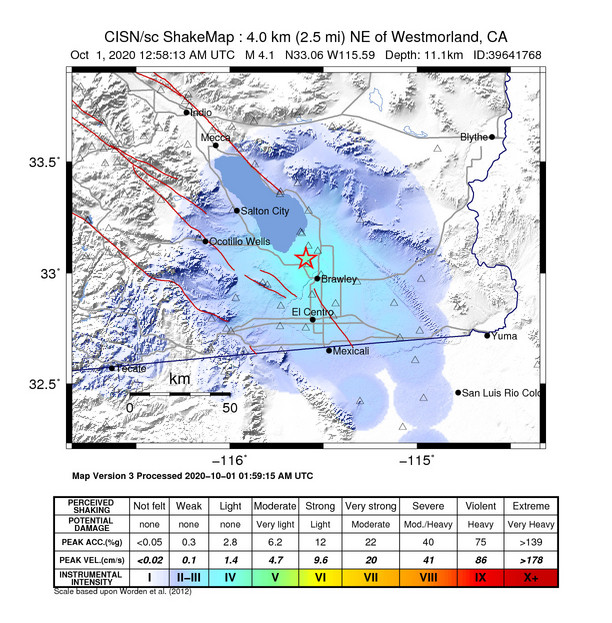 CISN/sc ShakeMap : 4.0 km (2.5 mi) NE of Westmorland, CA
Oct 1, 2020 12:58:13 AM UTC M 4.1 N33.06 W115.59 Depth: 11.1km ID:39641768
Indio
Mecca
Blythe
33.5˚
Salton City
Ocotillo Wells
33˚
Brawley
El Centro
Yuma
Mexicali
Tecate
32.5˚
km
San Luis Rio Colo
0 50
−116˚ −115˚
Map Version 3 Processed 2020−10−01 01:59:15 AM UTC
PERCEIVED SHAKING Not felt Weak Light Moderate Strong Very strong Severe Violent Extreme
POTENTIAL DAMAGE none none none Very light Light Moderate Mod./Heavy Heavy Very Heavy
PEAK ACC.(%g) <0.05 0.3 2.8 6.2 12 22 40 75 >139
PEAK VEL.(cm/s) <0.02 0.1 1.4 4.7 9.6 20 41 86 >178
INSTRUMENTAL INTENSITY I II−III IV V VI VII VIII IX X+
Scale based upon Worden et al. (2012)